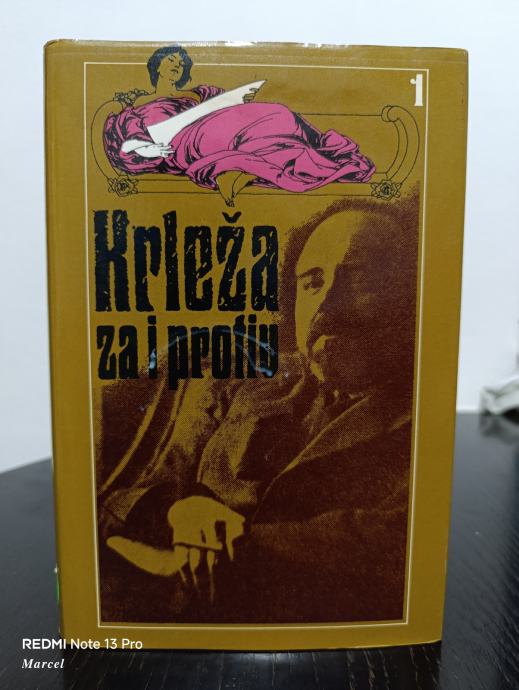 1
Krleža
za i protiv
REDMI Note 13 Pro
Marcel